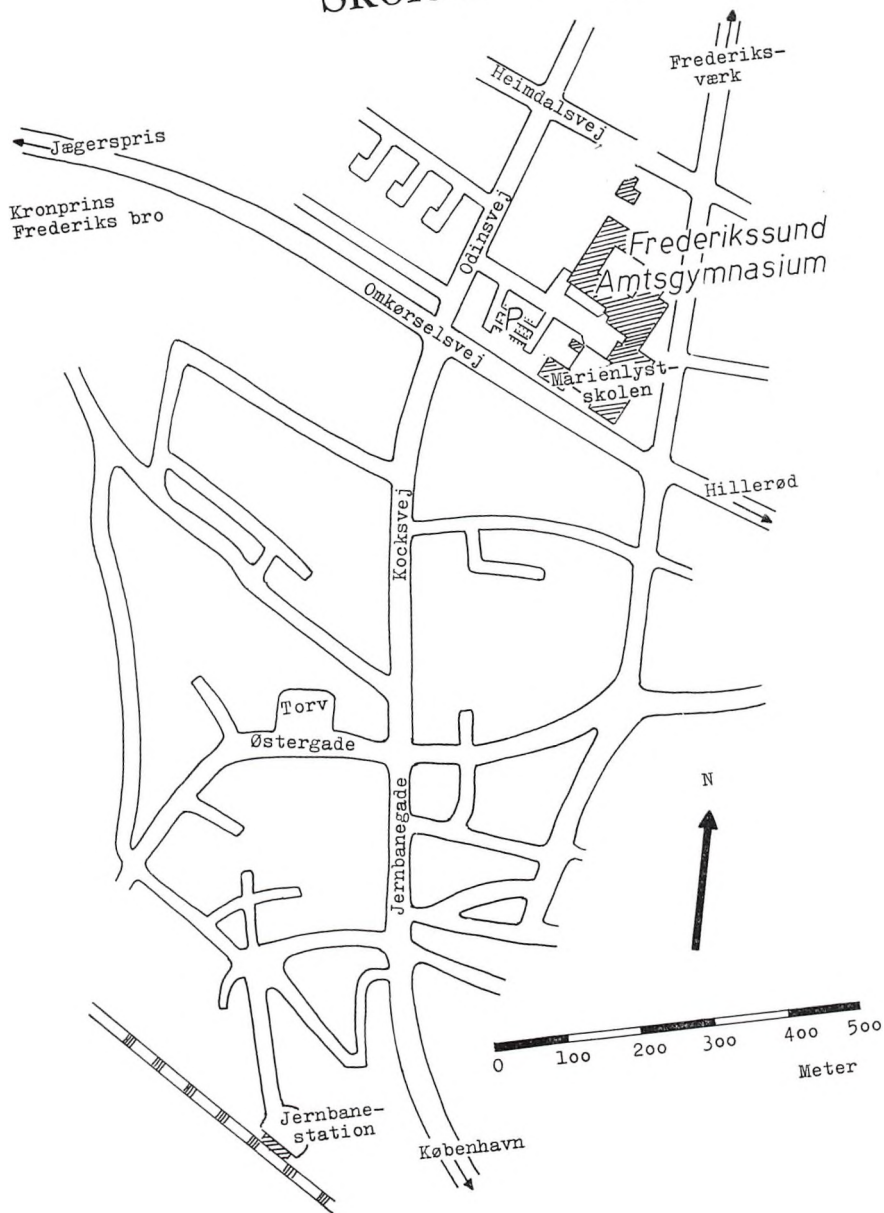 Frederiks-
værk
Heimdalsvej
Jægerspris
Kronprins
Frederiks bro
Odinsvej
Frederikssund
Amtsgymnasium
Omkørselsvej
P
Marienlyst-
skolen
Hillerød
Kocksvej
Torv
Østergade
Jernbanegade
N
0 100 200 300 400 500
Meter
Jernbane-
station
København